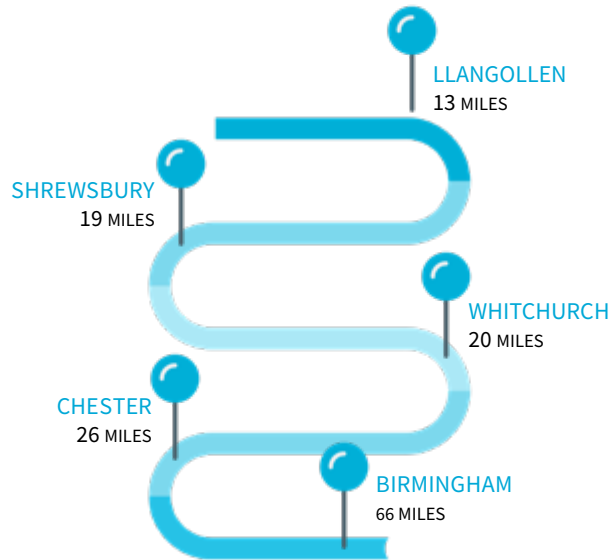 LLANGOLLEN
13 MILES
SHREWSBURY
19 MILES
WHITCHURCH
20 MILES
CHESTER
26 MILES
BIRMINGHAM
66 MILES